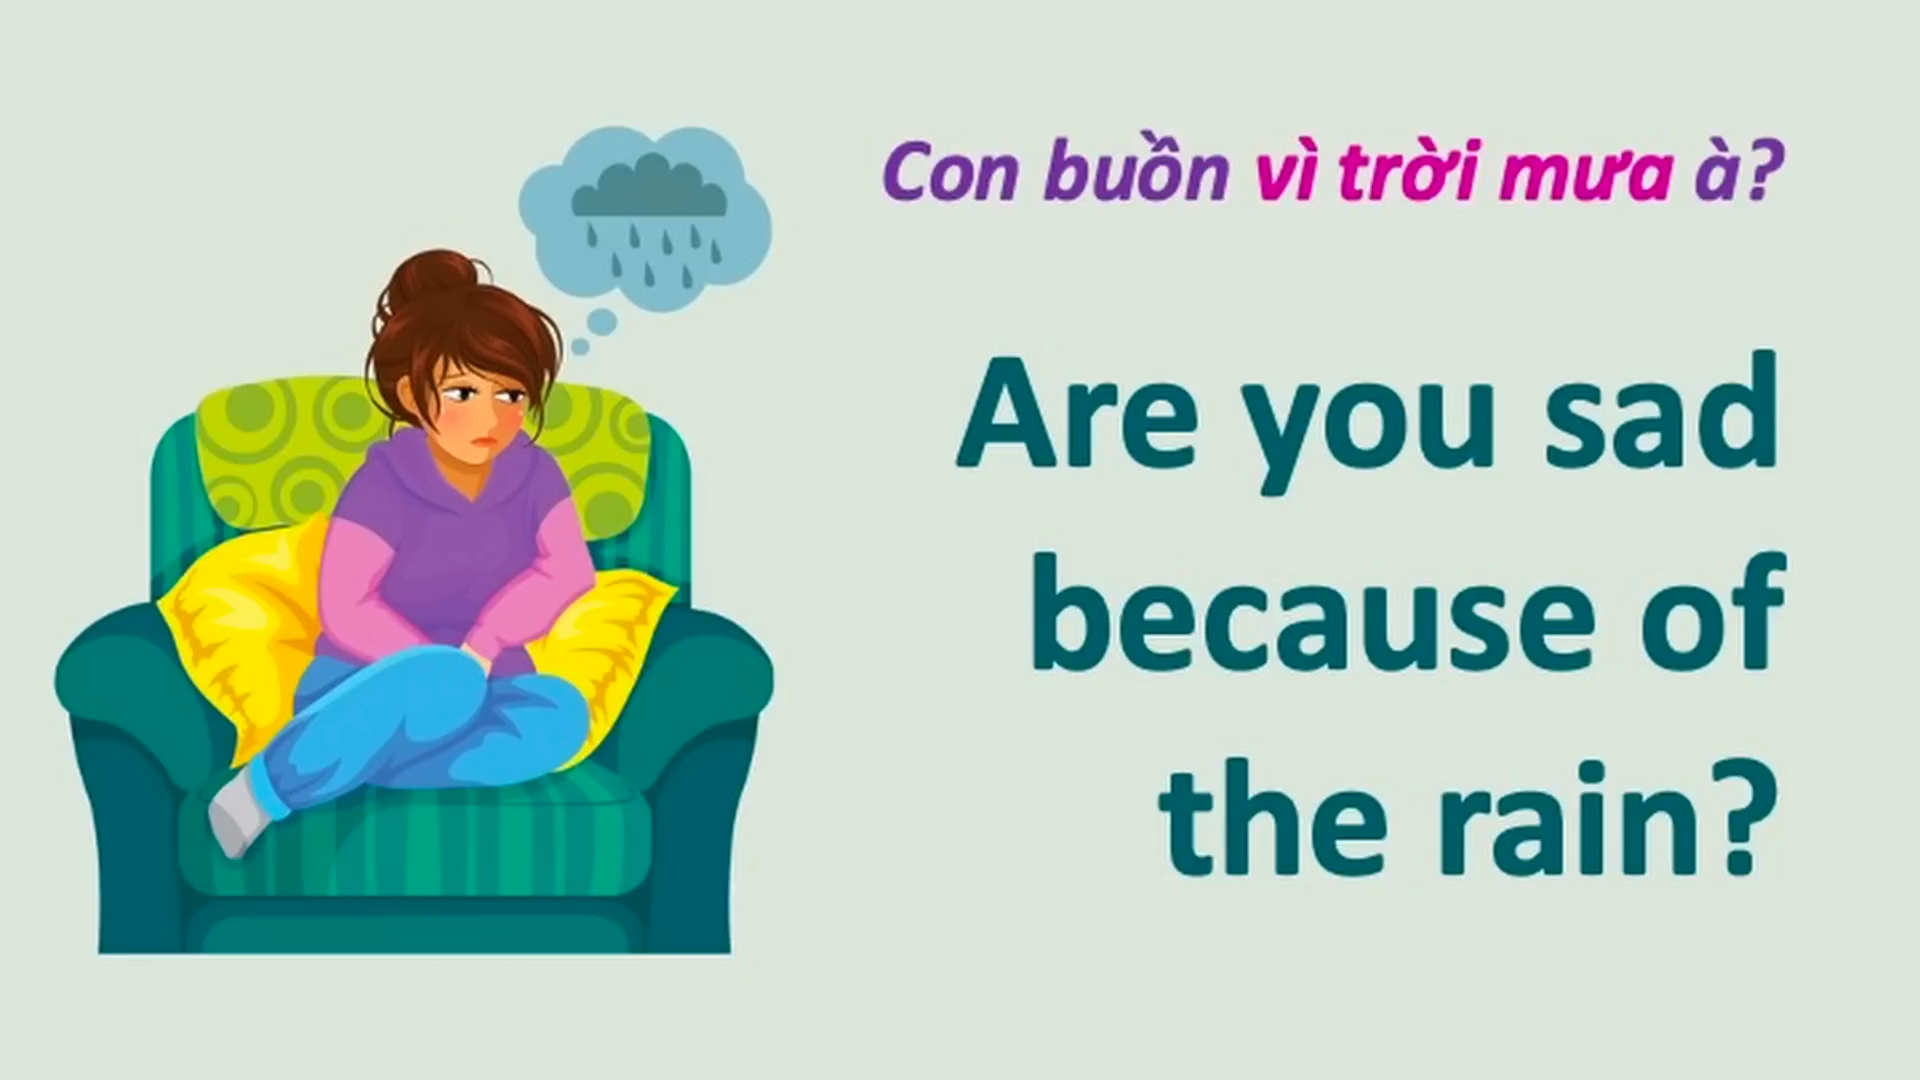 Con buồn vì trời mưa à?
Are you sad
because of
the rain?